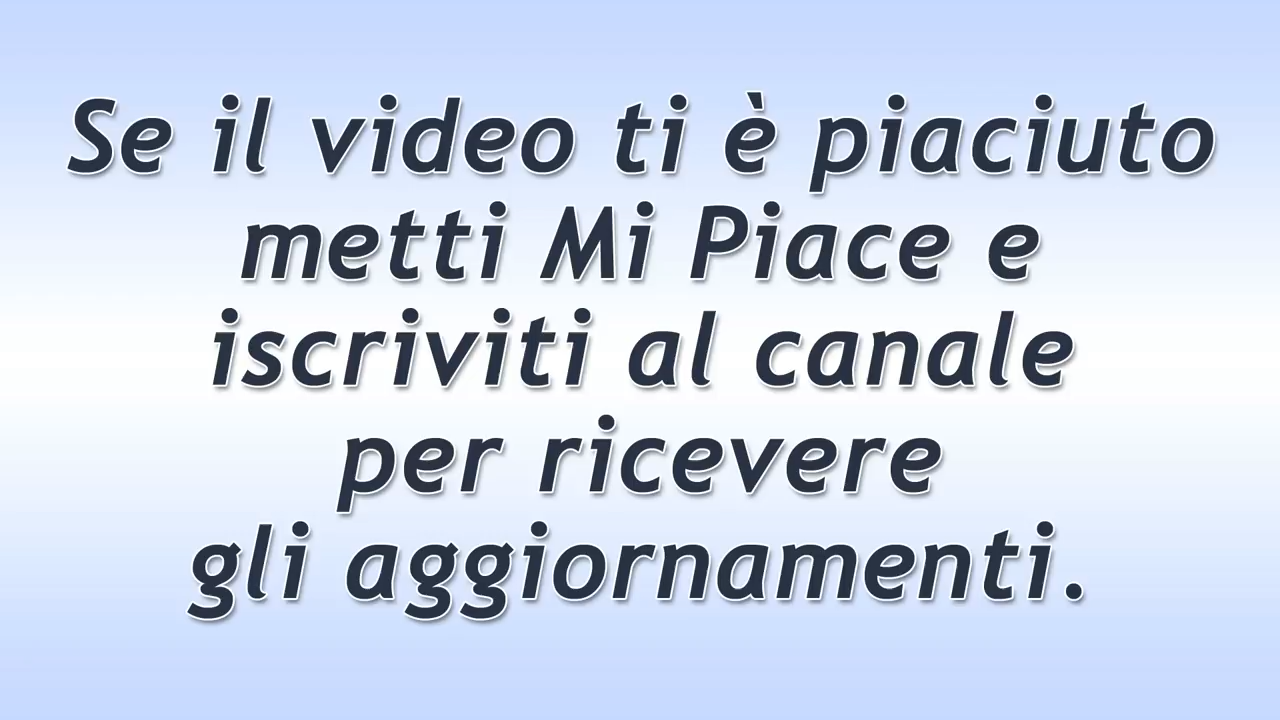 Se il video ti è piaciuto
metti Mi Piace e
iscriviti al canale
per ricevere
gli aggiornamenti.